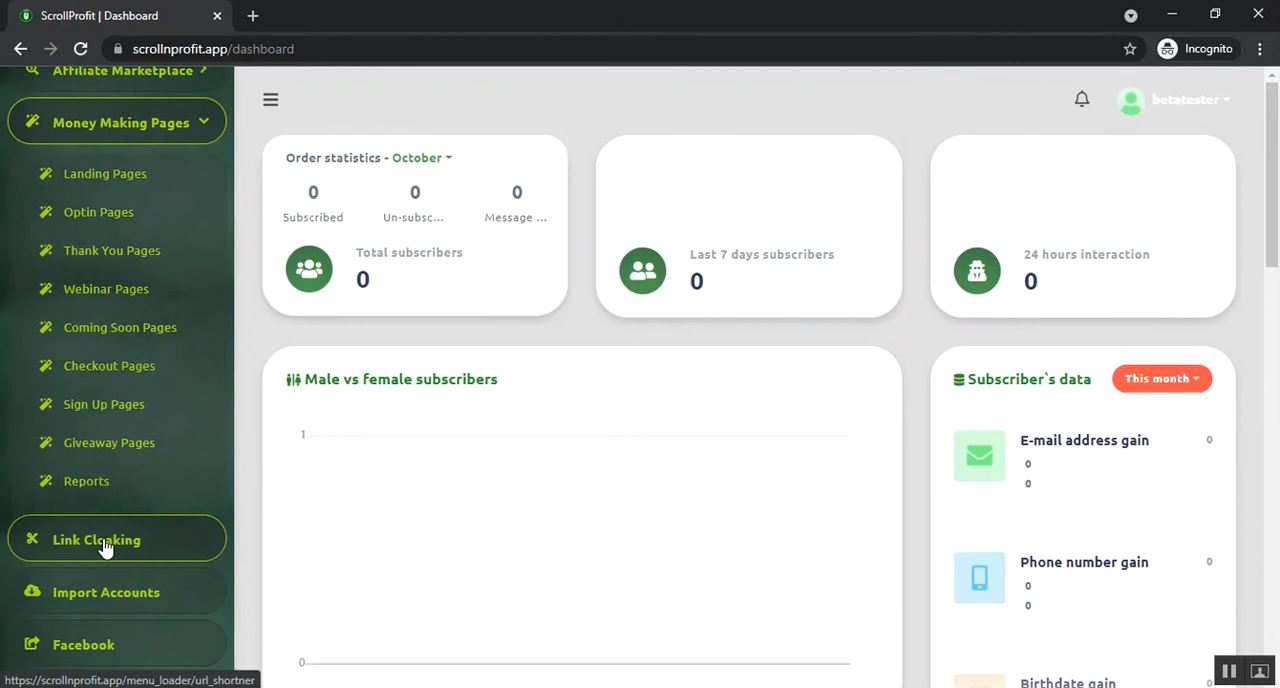 ScrollProfit | Dashboard
scrollnprofit.app/dashboard
Incognito
Affiliate Marketplace
Money Making Pages
Landing Pages
Optin Pages
Thank You Pages
Webinar Pages
Coming Soon Pages
Checkout Pages
Sign Up Pages
Giveaway Pages
Reports
Link Cloaking
Import Accounts
Facebook
https://scrollnprofit.app/menu_loader/url_shortner
betatester
Order statistics - October
0 0 0
Subscribed Un-subsc... Message ...
Total subscribers
0
Last 7 days subscribers
0
24 hours interaction
0
Male vs female subscribers
1
0
Subscriber`s data
This month
E-mail address gain 0
0
0
Phone number gain 0
0
0
Birthdate gain 0